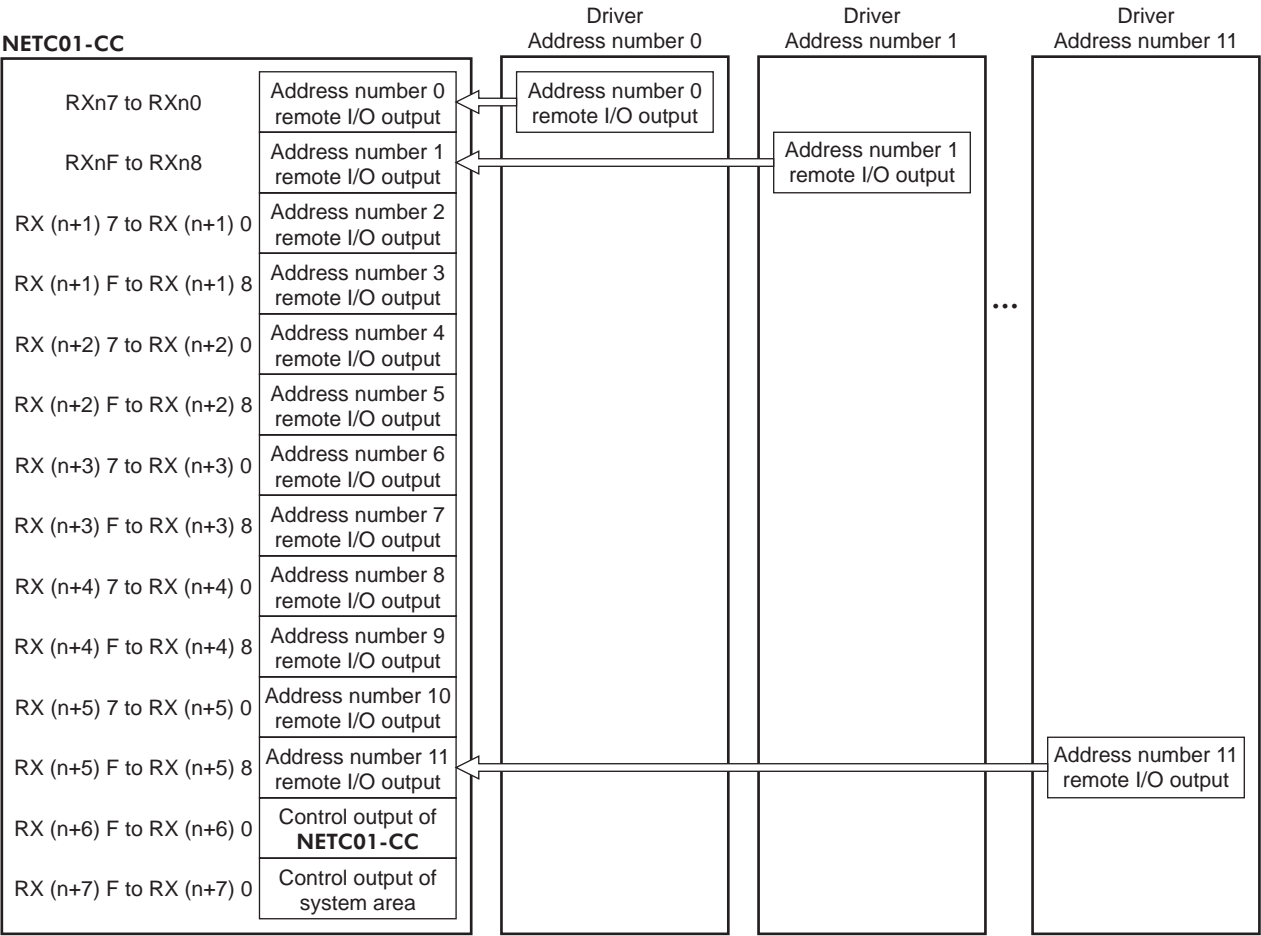 NETC01-CC
Driver
Address number 0
Driver
Address number 1
Driver
Address number 11
RXn7 to RXn0
Address number 0
remote I/O output
Address number 0
remote I/O output
RXnF to RXn8
Address number 1
remote I/O output
Address number 1
remote I/O output
RX (n+1) 7 to RX (n+1) 0
Address number 2
remote I/O output
RX (n+1) F to RX (n+1) 8
Address number 3
remote I/O output
...
RX (n+2) 7 to RX (n+2) 0
Address number 4
remote I/O output
RX (n+2) F to RX (n+2) 8
Address number 5
remote I/O output
RX (n+3) 7 to RX (n+3) 0
Address number 6
remote I/O output
RX (n+3) F to RX (n+3) 8
Address number 7
remote I/O output
RX (n+4) 7 to RX (n+4) 0
Address number 8
remote I/O output
RX (n+4) F to RX (n+4) 8
Address number 9
remote I/O output
RX (n+5) 7 to RX (n+5) 0
Address number 10
remote I/O output
RX (n+5) F to RX (n+5) 8
Address number 11
remote I/O output
Address number 11
remote I/O output
RX (n+6) F to RX (n+6) 0
Control output of
NETC01-CC
RX (n+7) F to RX (n+7) 0
Control output of
system area